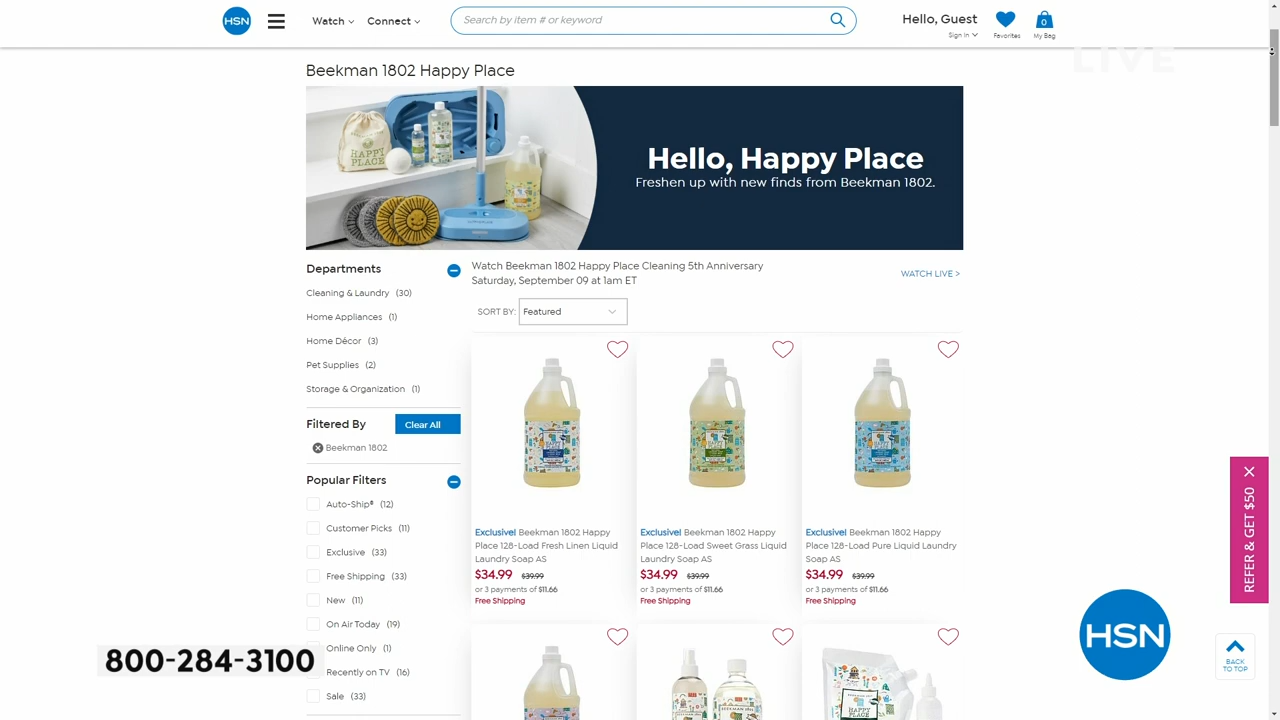 HSN
Watch
Connect
Search by item # or keyword
Hello, Guest
Sign In
Favorites
0
My Bag
LIVE
Beekman 1802 Happy Place
HAPPY
PLACE
Hello, Happy Place
Freshen up with new finds from Beekman 1802.
Departments
Cleaning & Laundry (30)
Home Appliances (1)
Home Décor (3)
Pet Supplies (2)
Storage & Organization (1)
Filtered By
Clear All
Beekman 1802
Popular Filters
Auto-Ship® (12)
Customer Picks (11)
Exclusive (33)
Free Shipping (33)
New (11)
On Air Today (19)
Online Only (1)
Recently on TV (16)
Sale (33)
Watch Beekman 1802 Happy Place Cleaning 5th Anniversary
Saturday, September 09 at 1am ET
WATCH LIVE >
SORT BY: Featured
Exclusive! Beekman 1802 Happy
Place 128-Load Fresh Linen Liquid
Laundry Soap AS
$34.99 $39.99
or 3 payments of $11.66
Free Shipping
Exclusive! Beekman 1802 Happy
Place 128-Load Sweet Grass Liquid
Laundry Soap AS
$34.99 $39.99
or 3 payments of $11.66
Free Shipping
Exclusive! Beekman 1802 Happy
Place 128-Load Pure Liquid Laundry
Soap AS
$34.99 $39.99
or 3 payments of $11.66
Free Shipping
HAPPY
PLACE
REFER & GET $50
800-284-3100
HSN
BACK
TO TOP